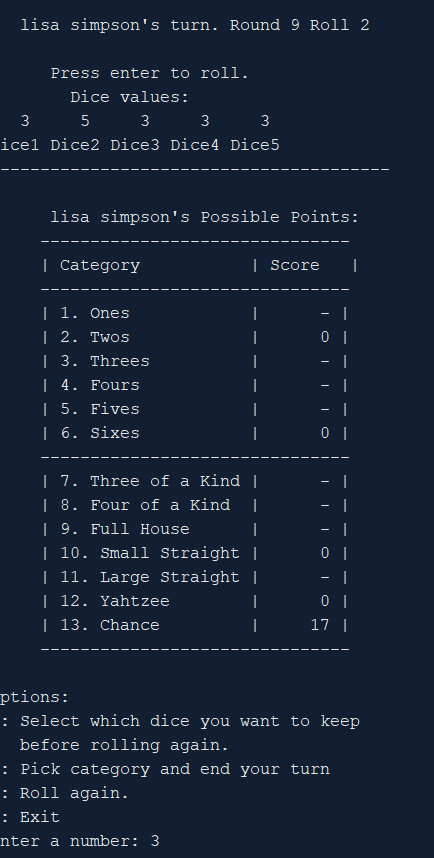 lisa simpson's turn. Round 9 Roll 2
Press enter to roll.
Dice values:
3 5 3 3 3
ice1 Dice2 Dice3 Dice4 Dice5
---------------------------------------
lisa simpson's Possible Points:
-------------------------------
| Category | Score |
-------------------------------
| 1. Ones | - |
| 2. Twos | 0 |
| 3. Threes | - |
| 4. Fours | - |
| 5. Fives | - |
| 6. Sixes | 0 |
-------------------------------
| 7. Three of a Kind | - |
| 8. Four of a Kind | - |
| 9. Full House | - |
| 10. Small Straight | 0 |
| 11. Large Straight | - |
| 12. Yahtzee | 0 |
| 13. Chance | 17 |
-------------------------------
ptions:
: Select which dice you want to keep
before rolling again.
: Pick category and end your turn
: Roll again.
: Exit
nter a number: 3